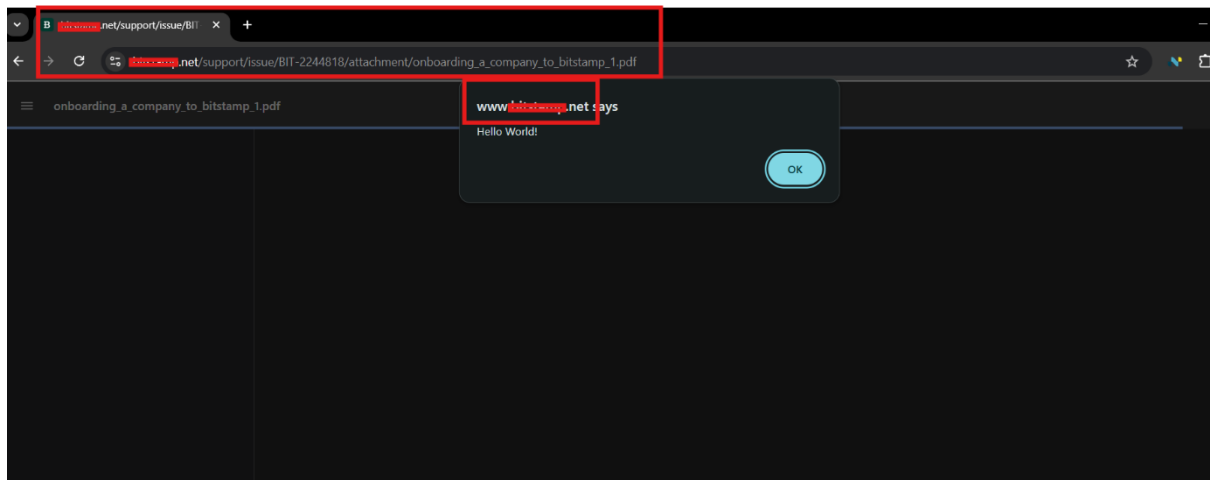 B .net/support/issue/BIT
.net/support/issue/BIT-2244818/attachment/onboarding_a_company_to_bitstamp_1.pdf
onboarding_a_company_to_bitstamp_1.pdf
www. .net says
Hello World!
OK